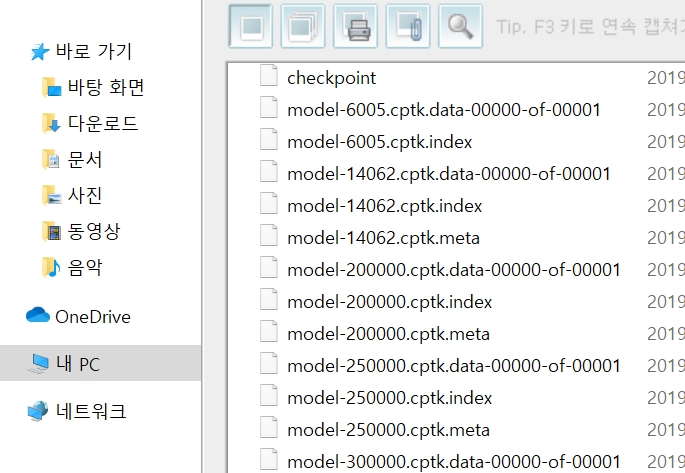 Tip. F3 키로 연속 캡쳐
바로 가기
바탕 화면
다운로드
문서
사진
동영상
음악
OneDrive
내 PC
네트워크
checkpoint 2019
model-6005.cptk.data-00000-of-00001 2019
model-6005.cptk.index 2019
model-14062.cptk.data-00000-of-00001 2019
model-14062.cptk.index 2019
model-14062.cptk.meta 2019
model-200000.cptk.data-00000-of-00001 2019
model-200000.cptk.index 2019
model-200000.cptk.meta 2019
model-250000.cptk.data-00000-of-00001 2019
model-250000.cptk.index 2019
model-250000.cptk.meta 2019
model-300000.cptk.data-00000-of-00001 2019